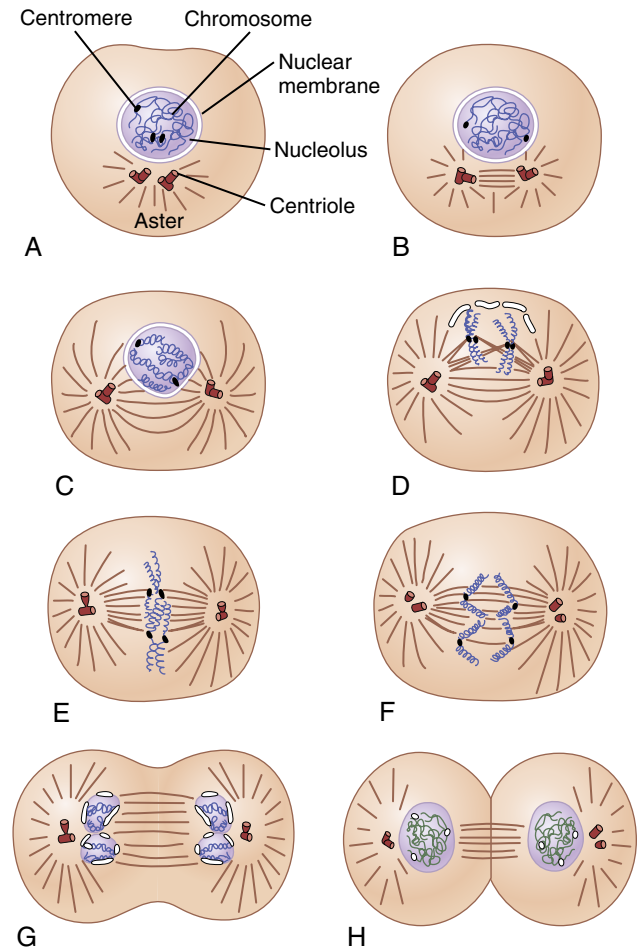 Centromere
Chromosome
Nuclear
membrane
Nucleolus
Centriole
Aster
A
B
C
D
E
F
G
H